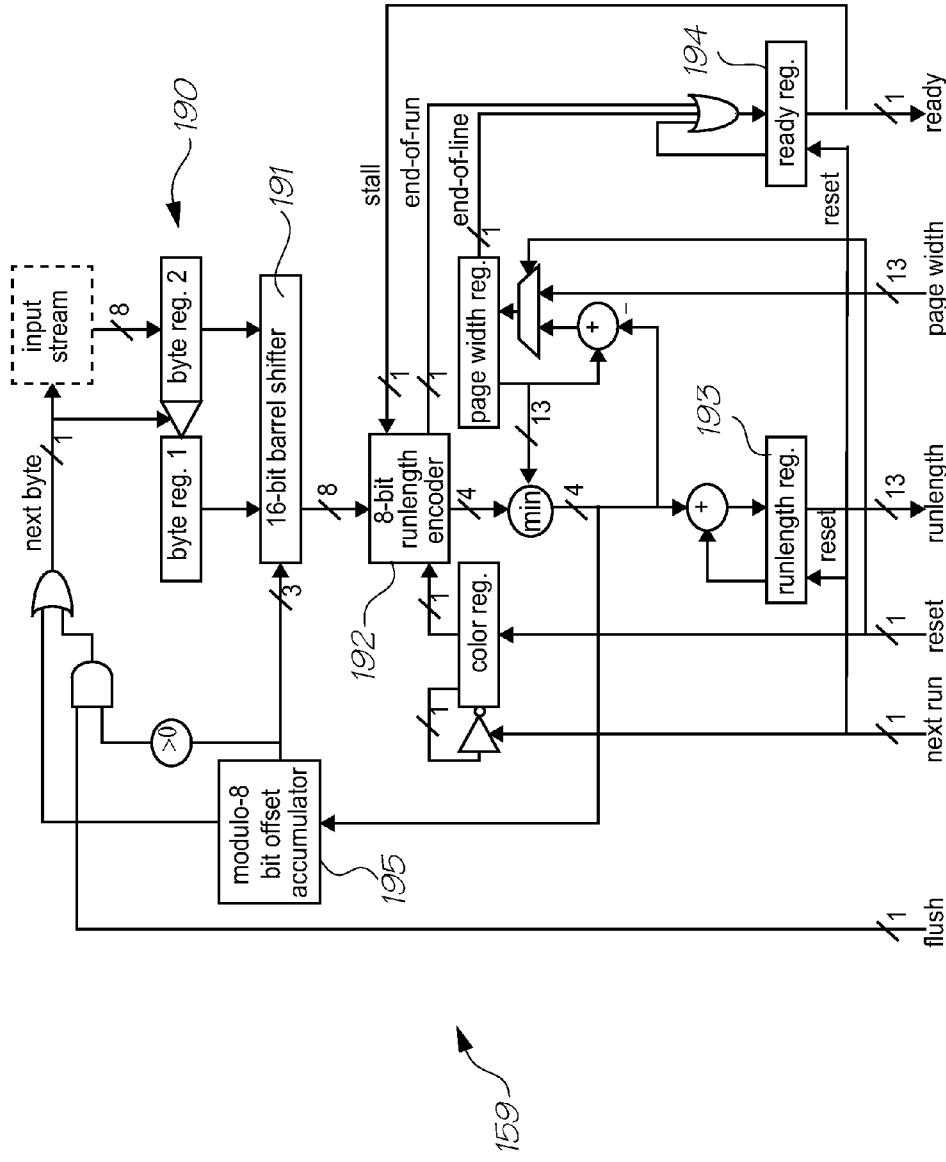 190
input
stream
next byte
1
8
byte reg. 1
byte reg. 2
191
16-bit barrel shifter
3
8
>0
modulo-8
bit offset
accumulator
195
192
8-bit
runlength
encoder
1
stall
1
end-of-run
1
end-of-line
1
page width reg.
color reg.
1
4
min
4
13
+
−
+
193
runlength reg.
reset
194
ready reg.
reset
159
1
flush
1
next run
1
reset
13
runlength
13
page width
1
ready